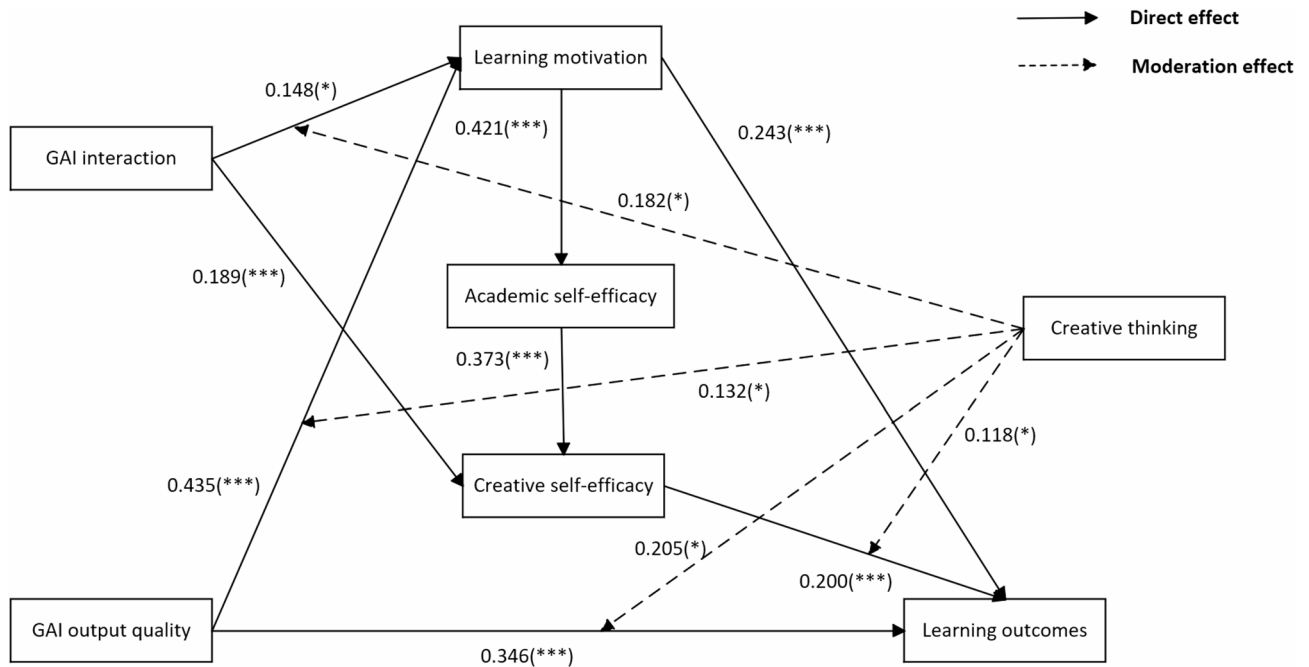 Direct effect
Learning motivation
Moderation effect
0.148(*)
0.421(***)
0.243(***)
GAI interaction
0.182(*)
0.189(***)
Academic self-efficacy
Creative thinking
0.373(***)
0.132(*)
0.118(*)
0.435(***)
Creative self-efficacy
0.205(*)
0.200(***)
GAI output quality
Learning outcomes
0.346(***)